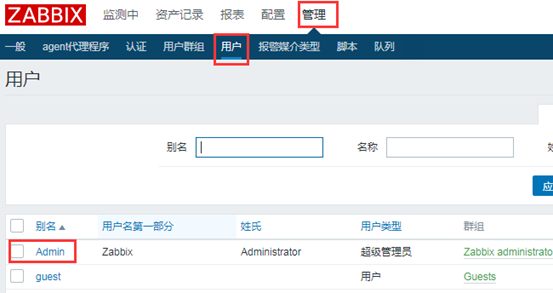 ZABBIX 监测中 资产记录 报表 配置 管理
一般 agent代理程序 认证 用户群组 用户 报警媒介类型 脚本 队列
用户
别名 名称
别名 用户名第一部分 姓氏 用户类型 群组
Admin Zabbix Administrator 超级管理员 Zabbix administrato
guest 用户 Guests